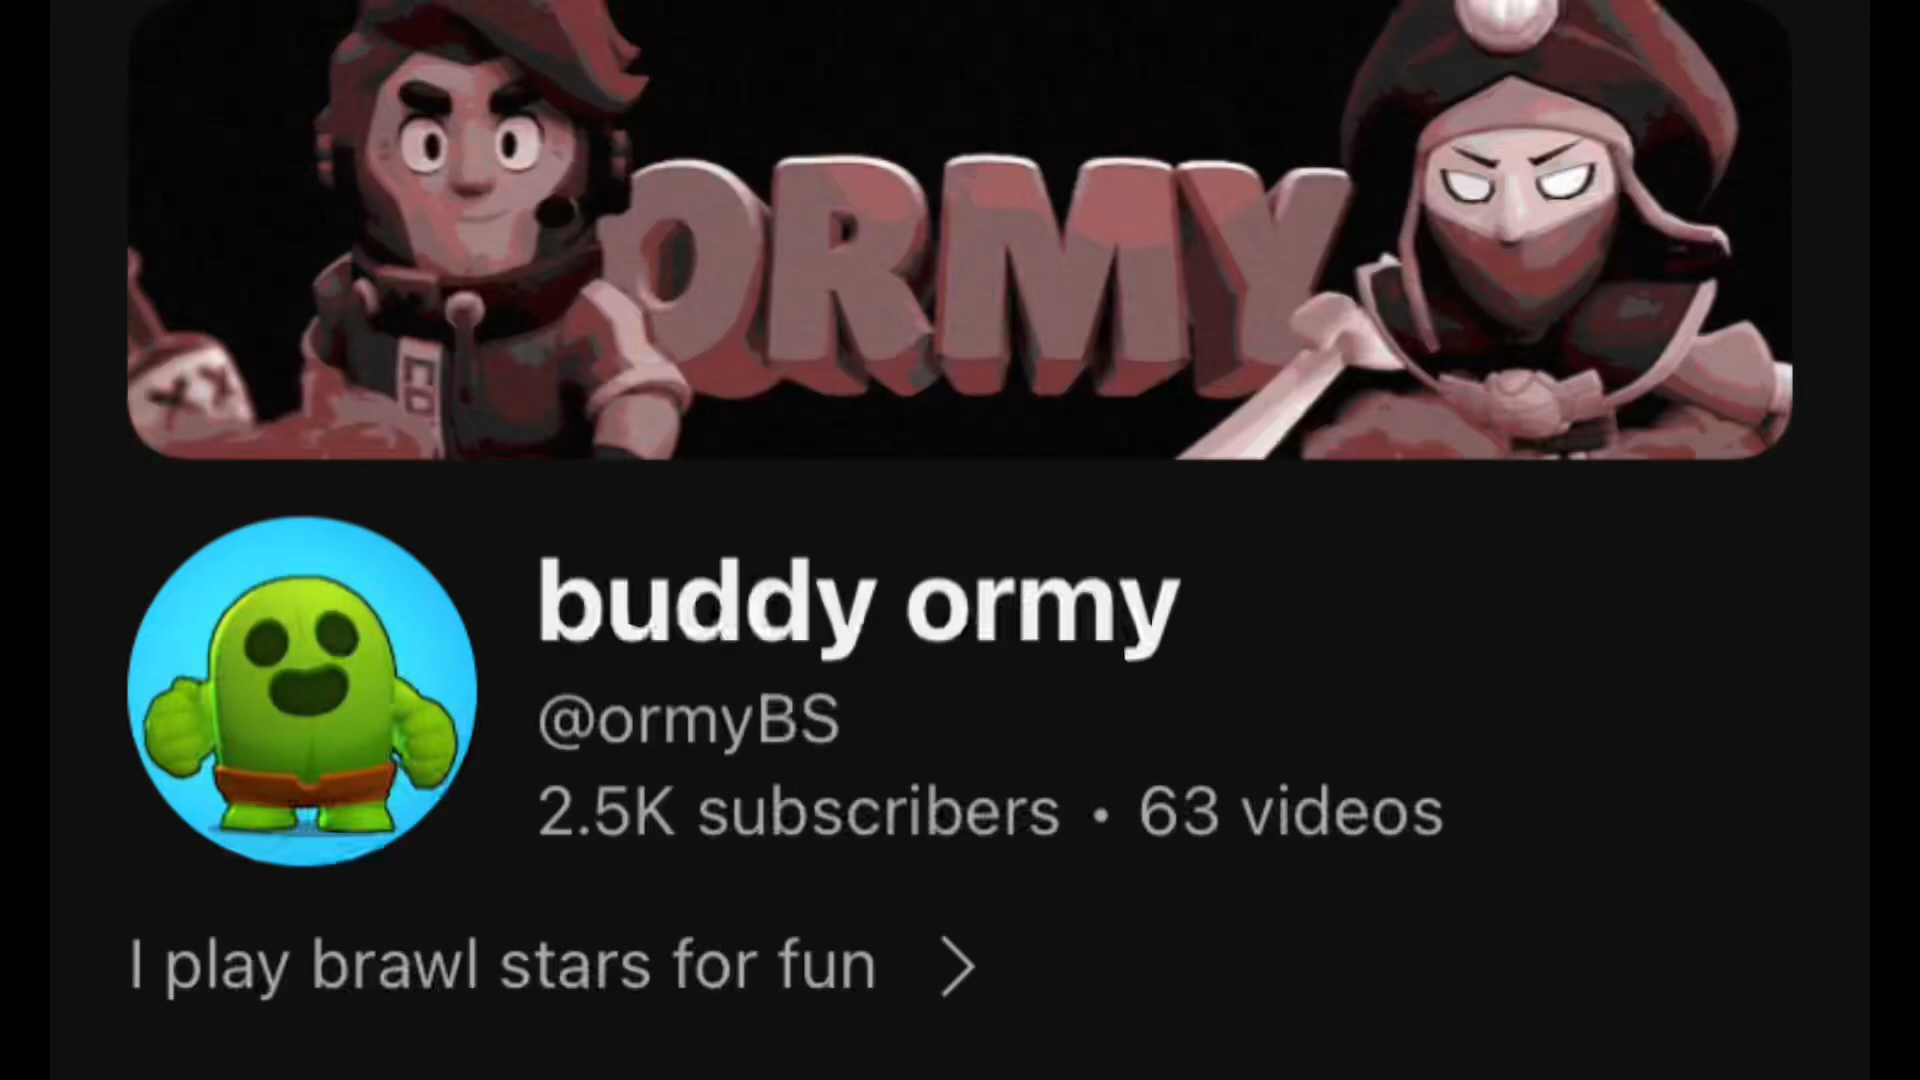 ORMY
buddy ormy
@ormyBS
2.5K subscribers • 63 videos
I play brawl stars for fun